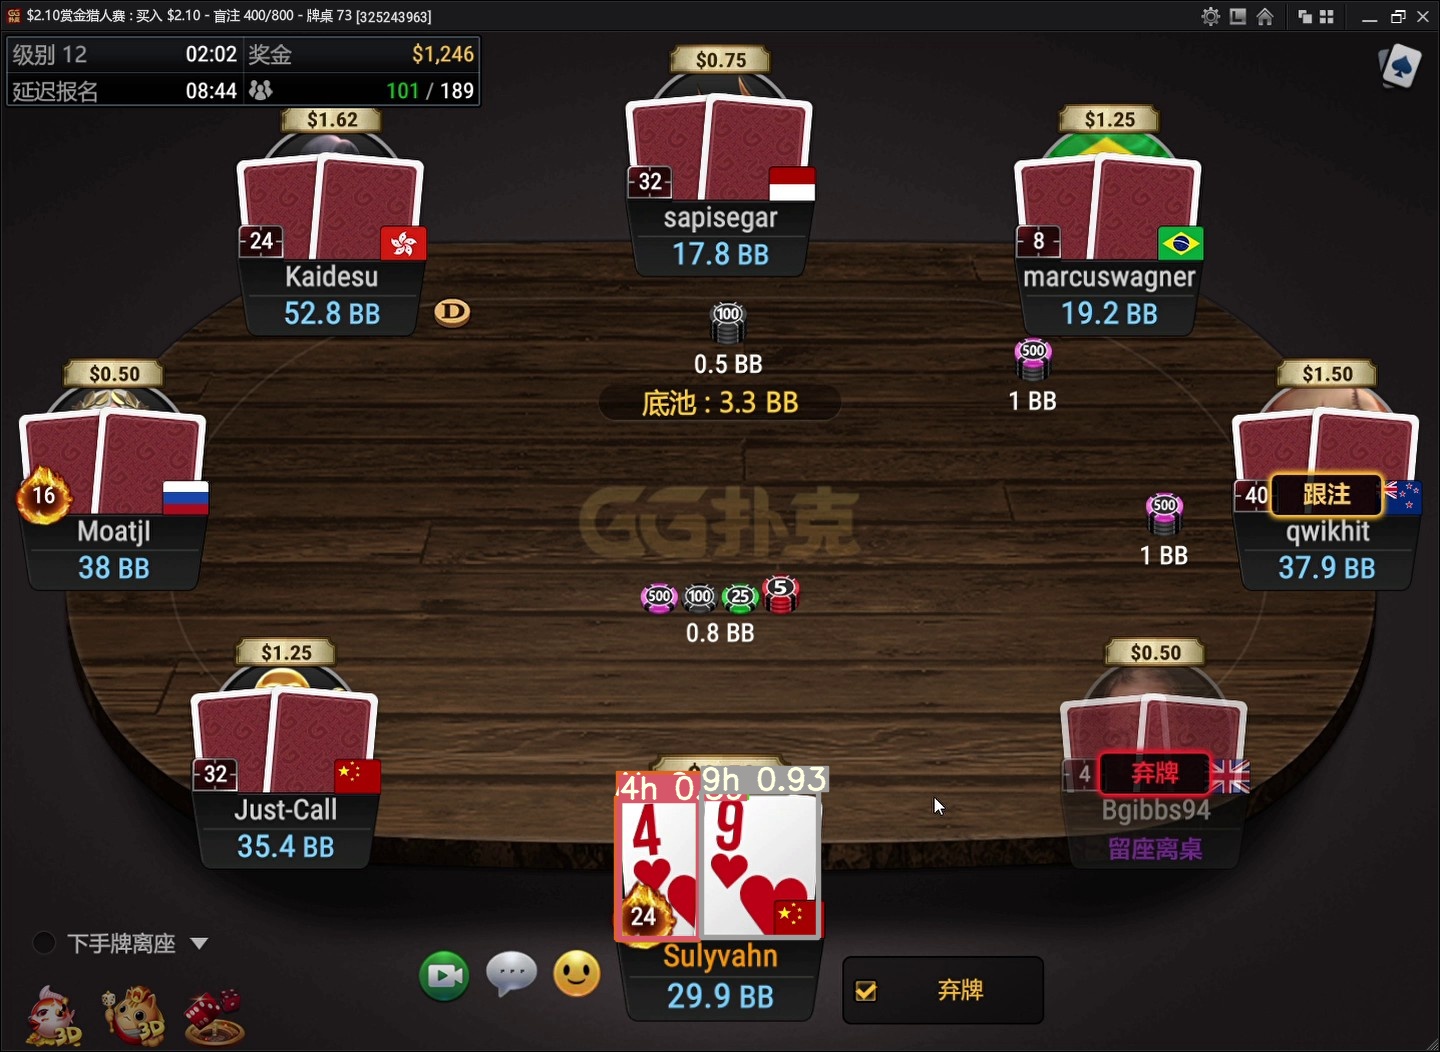 $2.10赏金猎人赛 : 买入 $2.10 - 盲注 400/800 - 牌桌 73 [325243963]
级别 12 02:02 奖金 $1,246
延迟报名 08:44 101 / 189
$0.75
32
sapisegar
17.8 BB
$1.62
24
Kaidesu
52.8 BB
D
$1.25
8
marcuswagner
19.2 BB
100
0.5 BB
500
1 BB
底池 : 3.3 BB
$0.50
16
Moatjl
38 BB
$1.50
40 跟注
qwikhit
37.9 BB
500
1 BB
GG扑克
500 100 25 5
0.8 BB
$1.25
32
Just-Call
35.4 BB
$0.50
4 弃牌
Bgibbs94
留座离桌
9h 0.93
4 9
24
Sulyvahn
29.9 BB
下手牌离座
弃牌
3D 3D